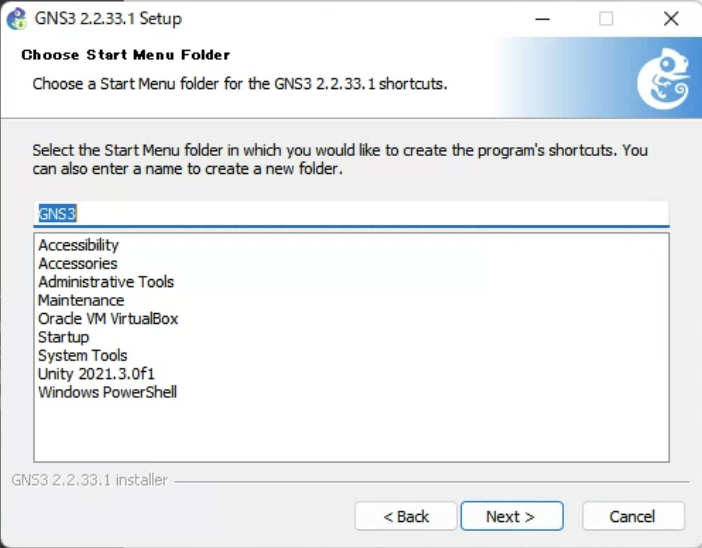 GNS3 2.2.33.1 Setup
Choose Start Menu Folder
Choose a Start Menu folder for the GNS3 2.2.33.1 shortcuts.
Select the Start Menu folder in which you would like to create the program's shortcuts. You
can also enter a name to create a new folder.
GNS3
Accessibility
Accessories
Administrative Tools
Maintenance
Oracle VM VirtualBox
Startup
System Tools
Unity 2021.3.0f1
Windows PowerShell
GNS3 2.2.33.1 installer
< Back
Next >
Cancel